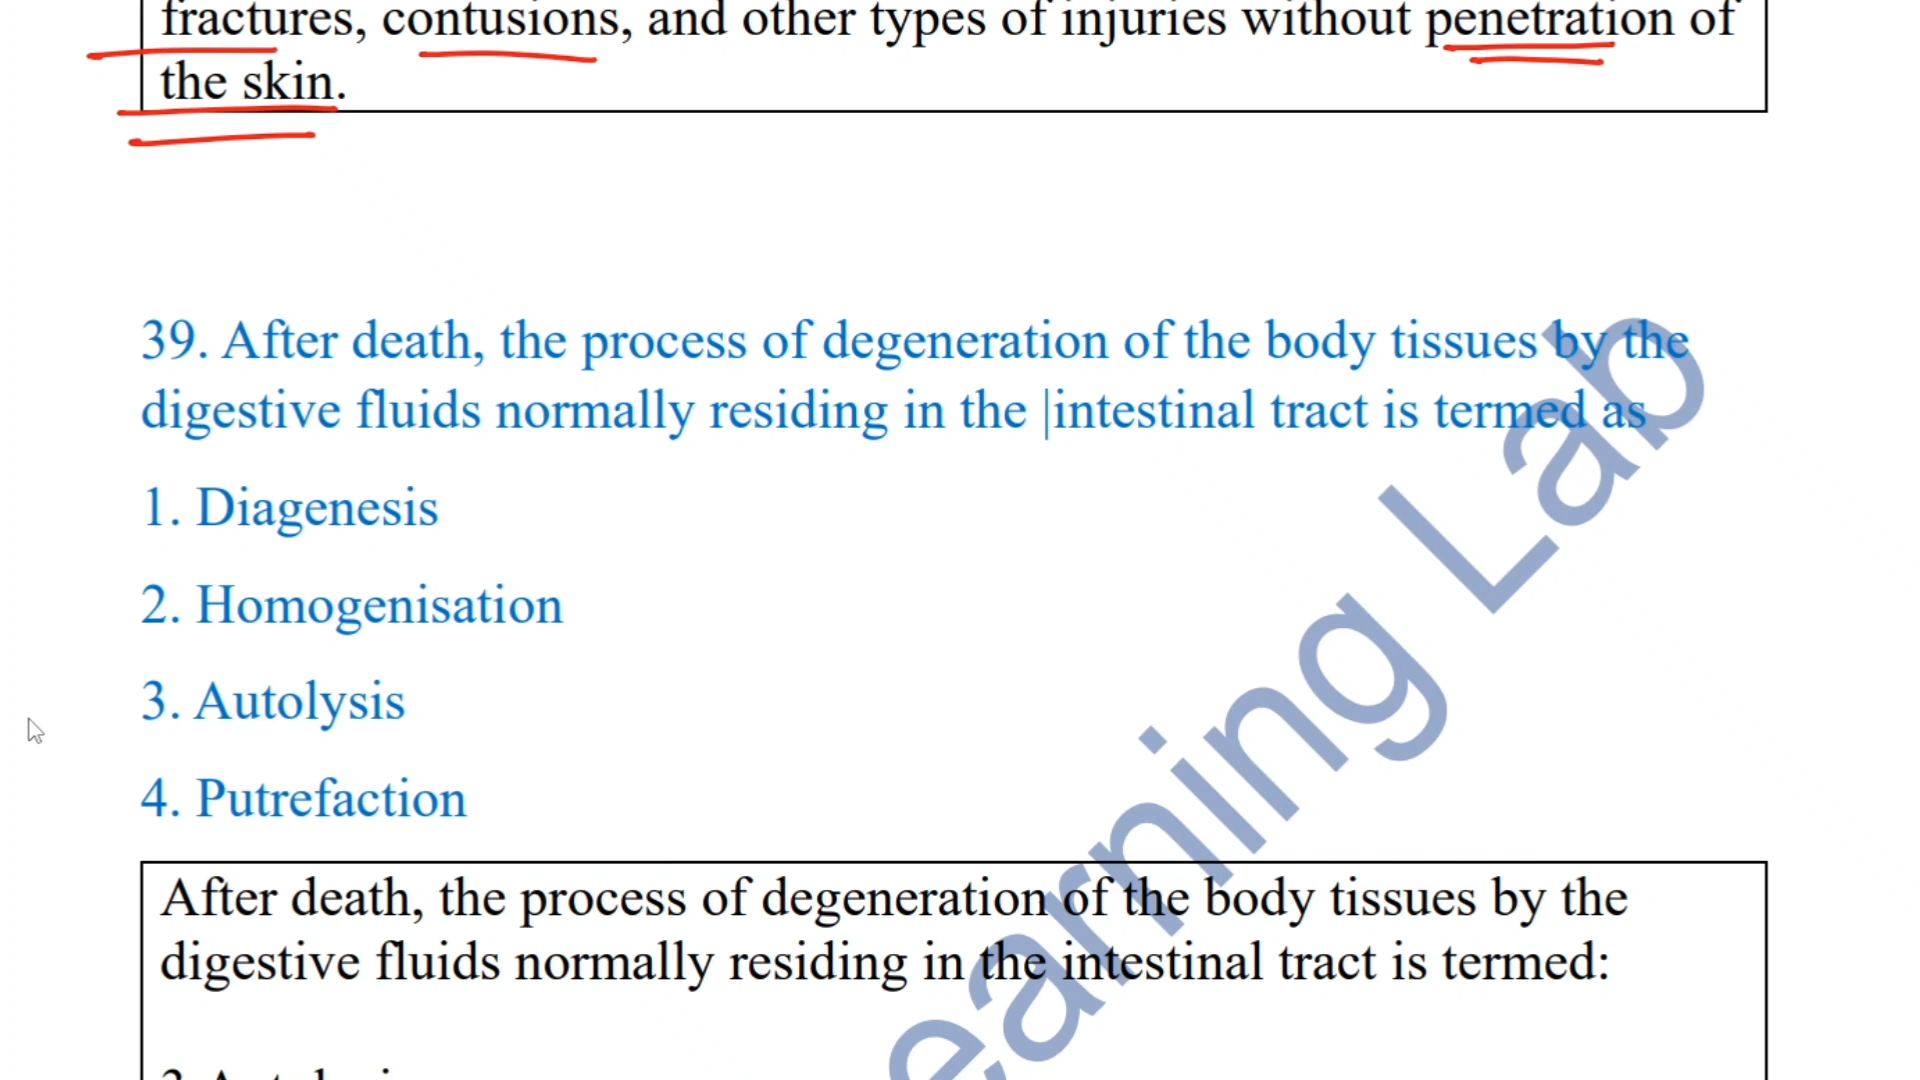 fractures, contusions, and other types of injuries without penetration of
the skin.
39. After death, the process of degeneration of the body tissues by the
digestive fluids normally residing in the |intestinal tract is termed as
1. Diagenesis
2. Homogenisation
3. Autolysis
4. Putrefaction
After death, the process of degeneration of the body tissues by the
digestive fluids normally residing in the intestinal tract is termed:
earning Lab